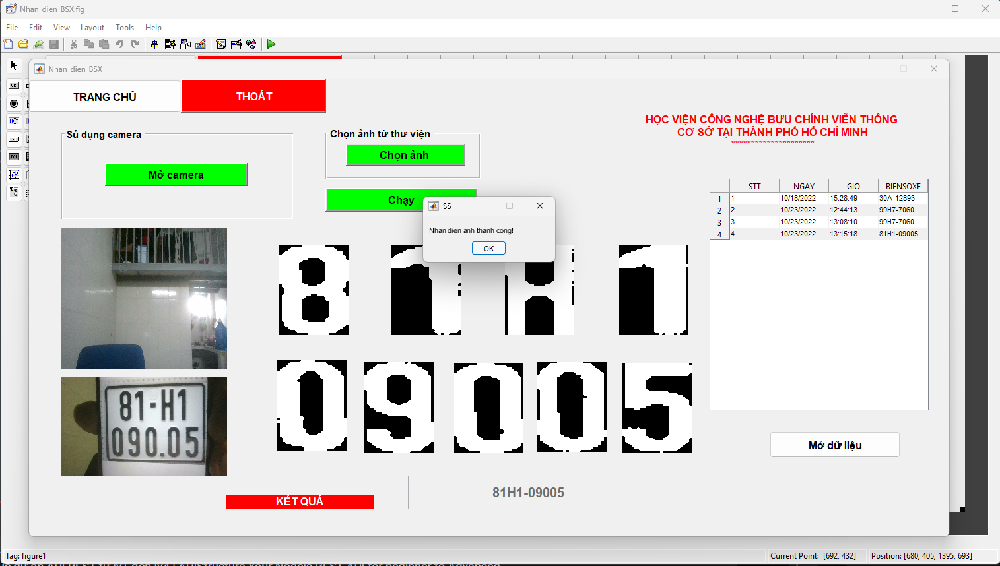 Nhan_dien_BSX.fig
File Edit View Layout Tools Help
Nhan_dien_BSX
TRANG CHỦ
THOÁT
HỌC VIỆN CÔNG NGHỆ BƯU CHÍNH VIỄN THÔNG
CƠ SỞ TẠI THÀNH PHỐ HỒ CHÍ MINH
*********************
Sủ dụng camera
Mở camera
Chọn ảnh từ thư viện
Chọn ảnh
Chạy
SS
Nhan dien anh thanh cong!
OK
STT NGAY GIO BIENSOXE
1 1 10/18/2022 15:28:49 30A-12893
2 2 10/23/2022 12:44:13 99H7-7060
3 3 10/23/2022 13:08:10 99H7-7060
4 4 10/23/2022 13:15:18 81H1-09005
8 1 H 1
0 9 0 0 5
81-H1
090.05
Mở dữ liệu
KẾT QUẢ
81H1-09005
Tag: figure1
Current Point: [692, 432]
Position: [680, 405, 1395, 693]